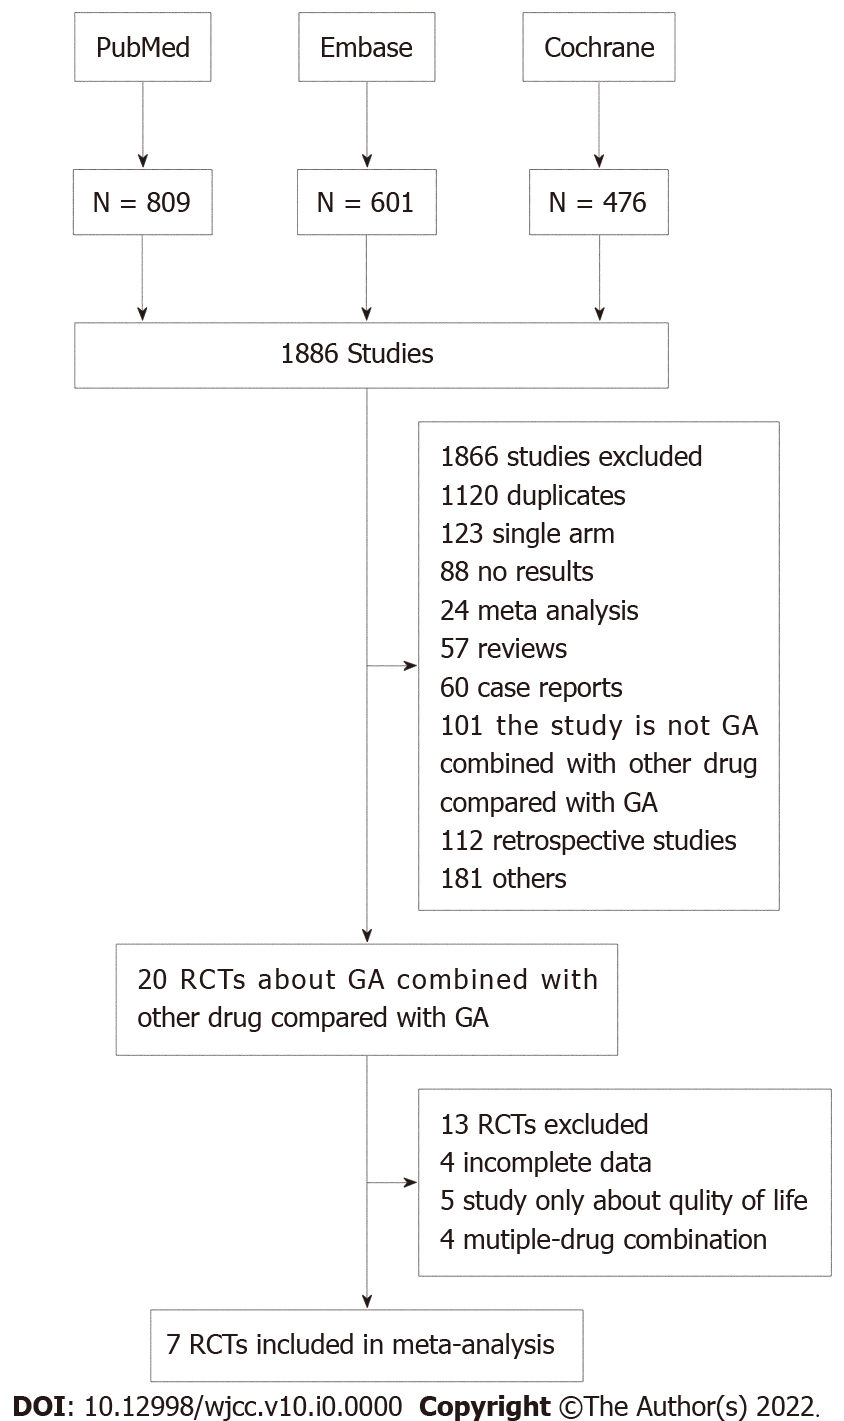 PubMed
Embase
Cochrane
N = 809
N = 601
N = 476
1886 Studies
1866 studies excluded
1120 duplicates
123 single arm
88 no results
24 meta analysis
57 reviews
60 case reports
101 the study is not GA
combined with other drug
compared with GA
112 retrospective studies
181 others
20 RCTs about GA combined with
other drug compared with GA
13 RCTs excluded
4 incomplete data
5 study only about qulity of life
4 mutiple-drug combination
7 RCTs included in meta-analysis
DOI: 10.12998/wjcc.v10.i0.0000 Copyright ©The Author(s) 2022.